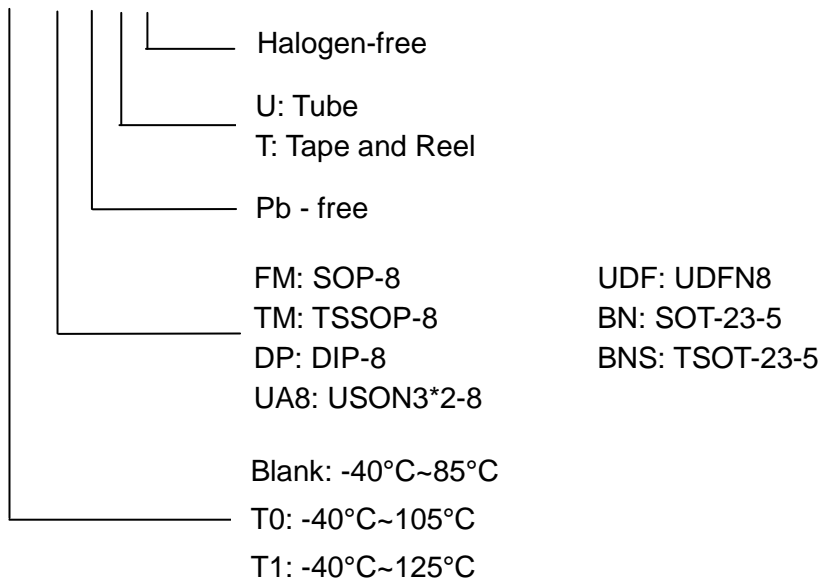 Halogen-free
U: Tube
T: Tape and Reel
Pb - free
FM: SOP-8 UDF: UDFN8
TM: TSSOP-8 BN: SOT-23-5
DP: DIP-8 BNS: TSOT-23-5
UA8: USON3*2-8
Blank: -40°C~85°C
T0: -40°C~105°C
T1: -40°C~125°C